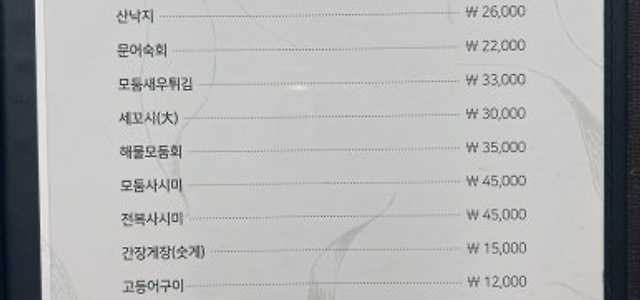 산낙지 ₩ 26,000
문어숙회 ₩ 22,000
모둠새우튀김 ₩ 33,000
세꼬시(大) ₩ 30,000
해물모둠회 ₩ 35,000
모둠사시미 ₩ 45,000
전복사시미 ₩ 45,000
간장게장(숫게) ₩ 15,000
고등어구이 ₩ 12,000